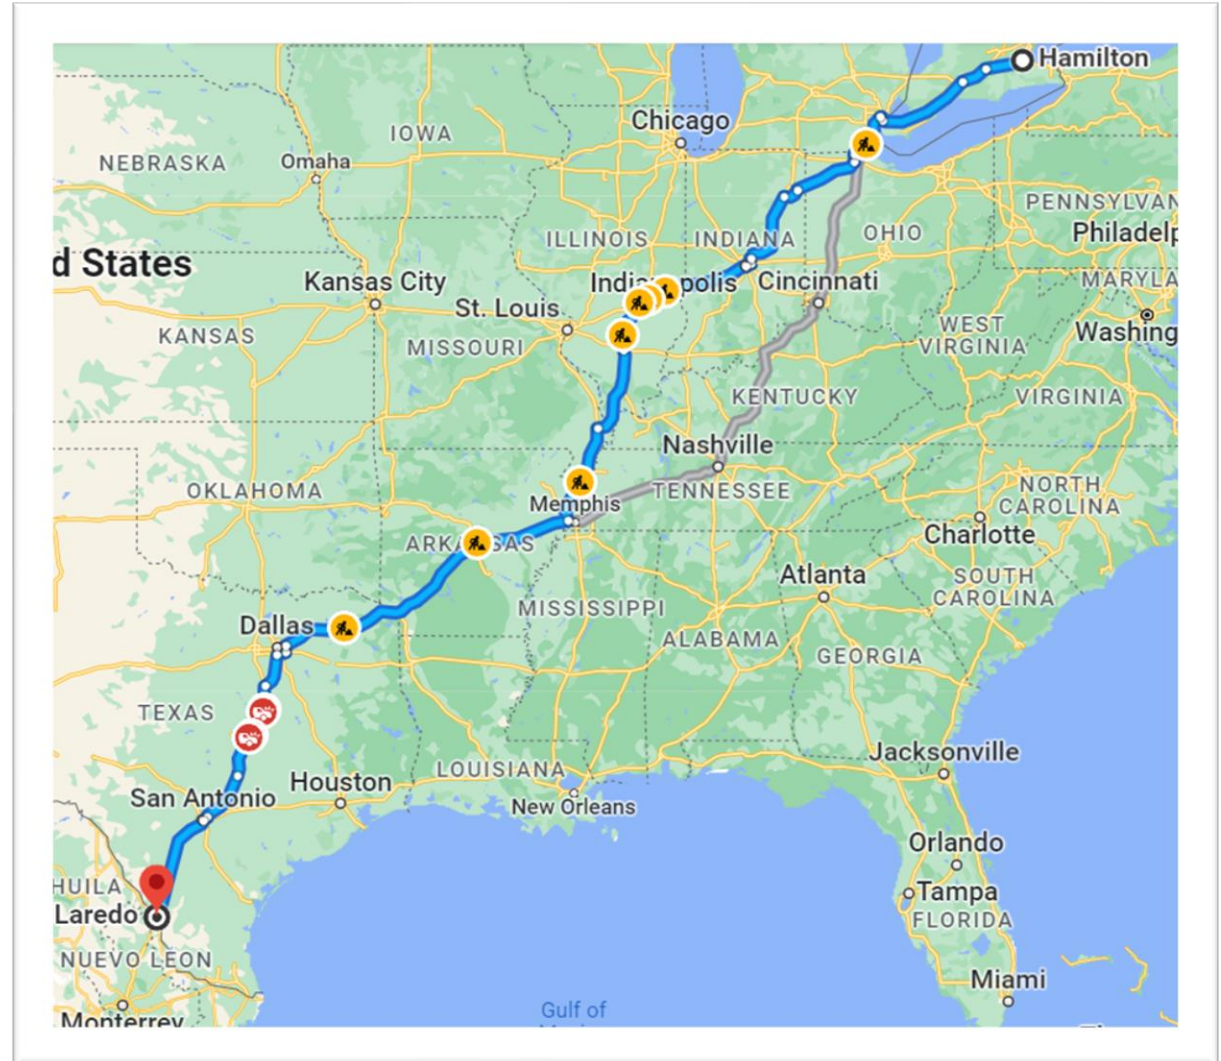 Hamilton
Chicago
IOWA
NEBRASKA
Omaha
PENNSYLVAN
ILLINOIS
INDIANA
OHIO
Philadelp
d States
Kansas City
India
polis
Cincinnati
MARYLA
St. Louis
WEST
VIRGINIA
Washing
KANSAS
MISSOURI
KENTUCKY
VIRGINIA
Nashville
OKLAHOMA
Memphis
TENNESSEE
NORTH
CAROLINA
ARKA
SAS
Charlotte
Atlanta
SOUTH
CAROLINA
MISSISSIPPI
Dallas
ALABAMA
GEORGIA
TEXAS
Jacksonville
LOUISIANA
Houston
San Antonio
New Orleans
Orlando
HUILA
Tampa
Laredo
FLORIDA
NUEVO LEON
Miami
Gulf of
Monterrey